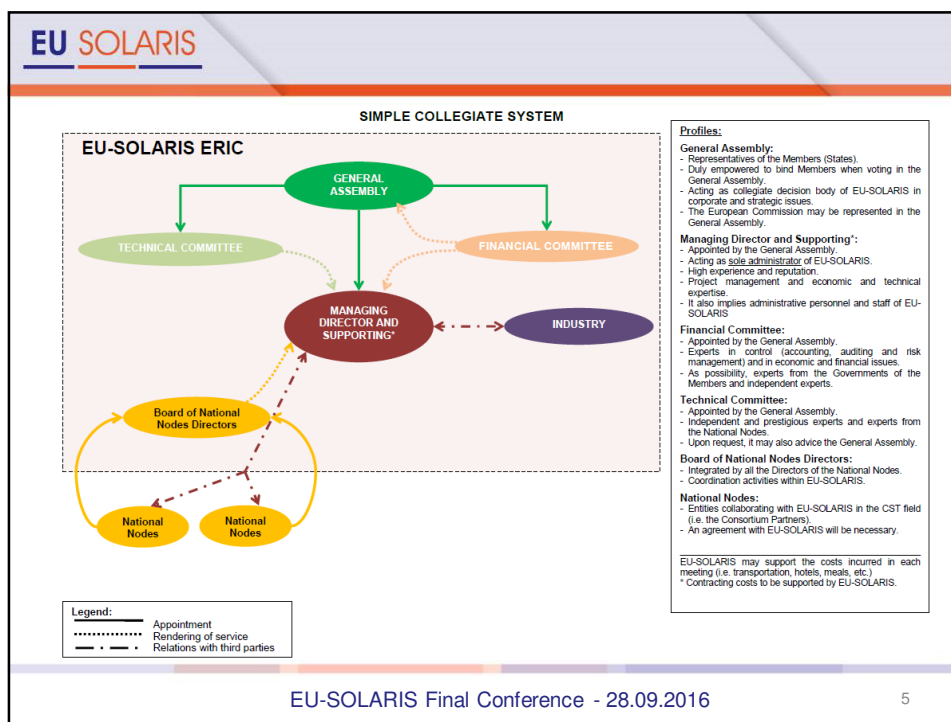 EU SOLARIS
SIMPLE COLLEGIATE SYSTEM
EU-SOLARIS ERIC
GENERAL
ASSEMBLY
TECHNICAL COMMITTEE
FINANCIAL COMMITTEE
MANAGING
DIRECTOR AND
SUPPORTING*
INDUSTRY
Board of National
Nodes Directors
National
Nodes
National
Nodes
Legend:
Appointment
Rendering of service
Relations with third parties
Profiles:
General Assembly:
- Representatives of the Members (States).
- Duly empowered to bind Members when voting in the
General Assembly.
- Acting as collegiate decision body of EU-SOLARIS in
corporate and strategic issues.
- The European Commission may be represented in the
General Assembly.
Managing Director and Supporting*:
- Appointed by the General Assembly.
- Acting as sole administrator of EU-SOLARIS.
- High experience and reputation.
- Project management and economic and technical
expertise.
- It also implies administrative personnel and staff of EU-
SOLARIS
Financial Committee:
- Appointed by the General Assembly.
- Experts in control (accounting, auditing and risk
management) and in economic and financial issues.
- As possibility, experts from the Governments of the
Members and independent experts.
Technical Committee:
- Appointed by the General Assembly.
- Independent and prestigious experts and experts from
the National Nodes.
- Upon request, it may also advice the General Assembly.
Board of National Nodes Directors:
- Integrated by all the Directors of the National Nodes.
- Coordination activities within EU-SOLARIS.
National Nodes:
- Entities collaborating with EU-SOLARIS in the CST field
(i.e. the Consortium Partners).
- An agreement with EU-SOLARIS will be necessary.
EU-SOLARIS may support the costs incurred in each
meeting (i.e. transportation, hotels, meals, etc.)
* Contracting costs to be supported by EU-SOLARIS.
EU-SOLARIS Final Conference - 28.09.2016
5